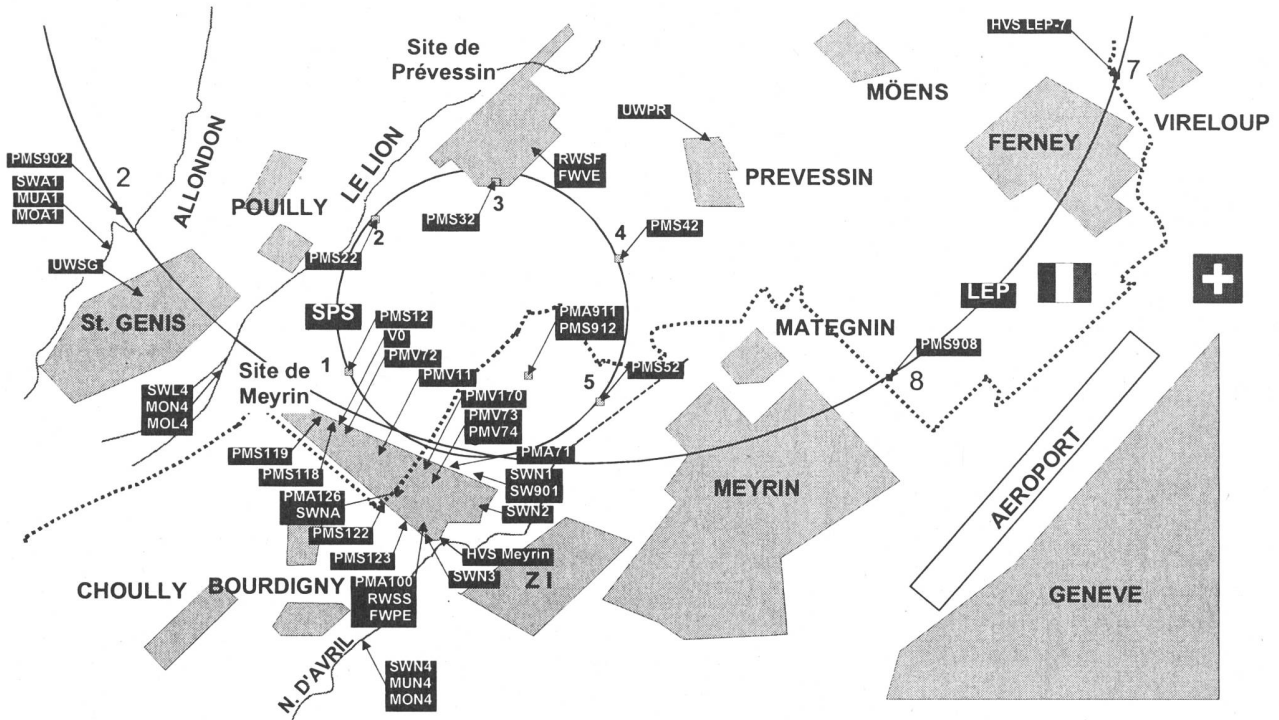 HVS LEP-7
7
Site de
Prévessin
MÖENS
VIRELOUP
FERNEY
UWPR
PREVESSIN
RWSF
FWVE
LE LION
ALLONDON
PMS902
2
SWA1
MUA1
MOA1
POUILLY
PMS32
3
2
4
PMS42
PMS22
UWSG
St. GENIS
SPS
LEP
PMS12
V0
PMV72
PMV11
PMA911
PMS912
MATEGNIN
PMS908
8
1
5
PMS52
Site de
Meyrin
SWL4
MON4
MOL4
PMV170
PMV73
PMV74
PMS119
PMS118
PMA71
SWN1
SW901
SWN2
MEYRIN
AEROPORT
PMA126
SWNA
PMS122
PMS123
HVS Meyrin
SWN3
Z I
CHOULLY
BOURDIGNY
PMA100
RWSS
FWPE
GENEVE
N. D'AVRIL
SWN4
MUN4
MON4